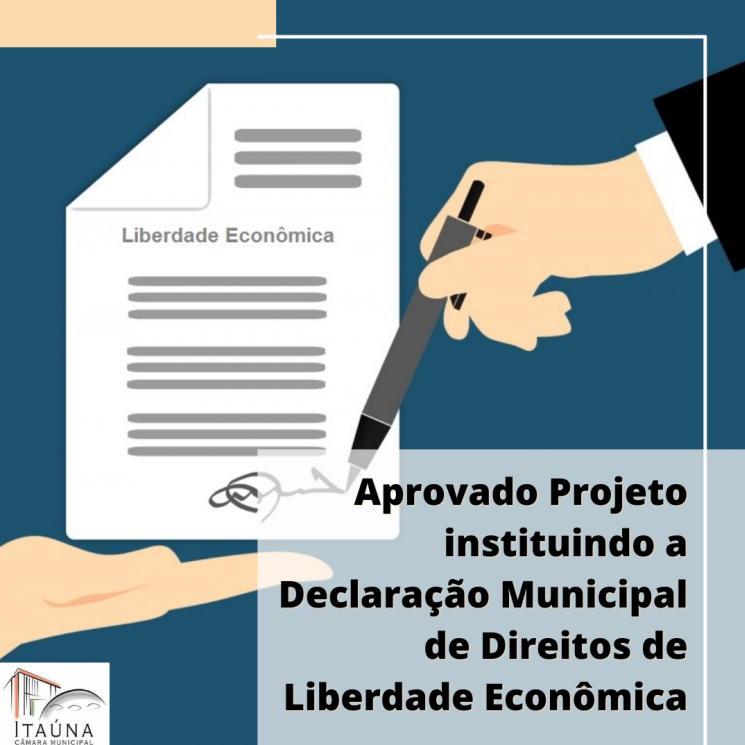 Liberdade Econômica
Aprovado Projeto
instituindo a
Declaração Municipal
de Direitos de
Liberdade Econômica
ITAÚNA
CÂMARA MUNICIPAL